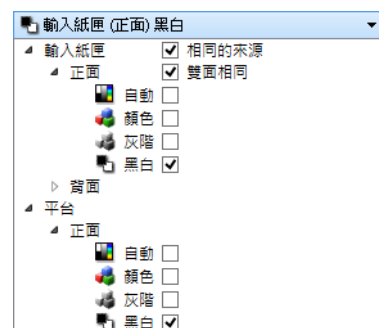 輸入紙匣 (正面) 黑白
輸入紙匣 相同的來源
正面 雙面相同
自動
顏色
灰階
黑白
背面
平台
正面
自動
顏色
灰階
黑白